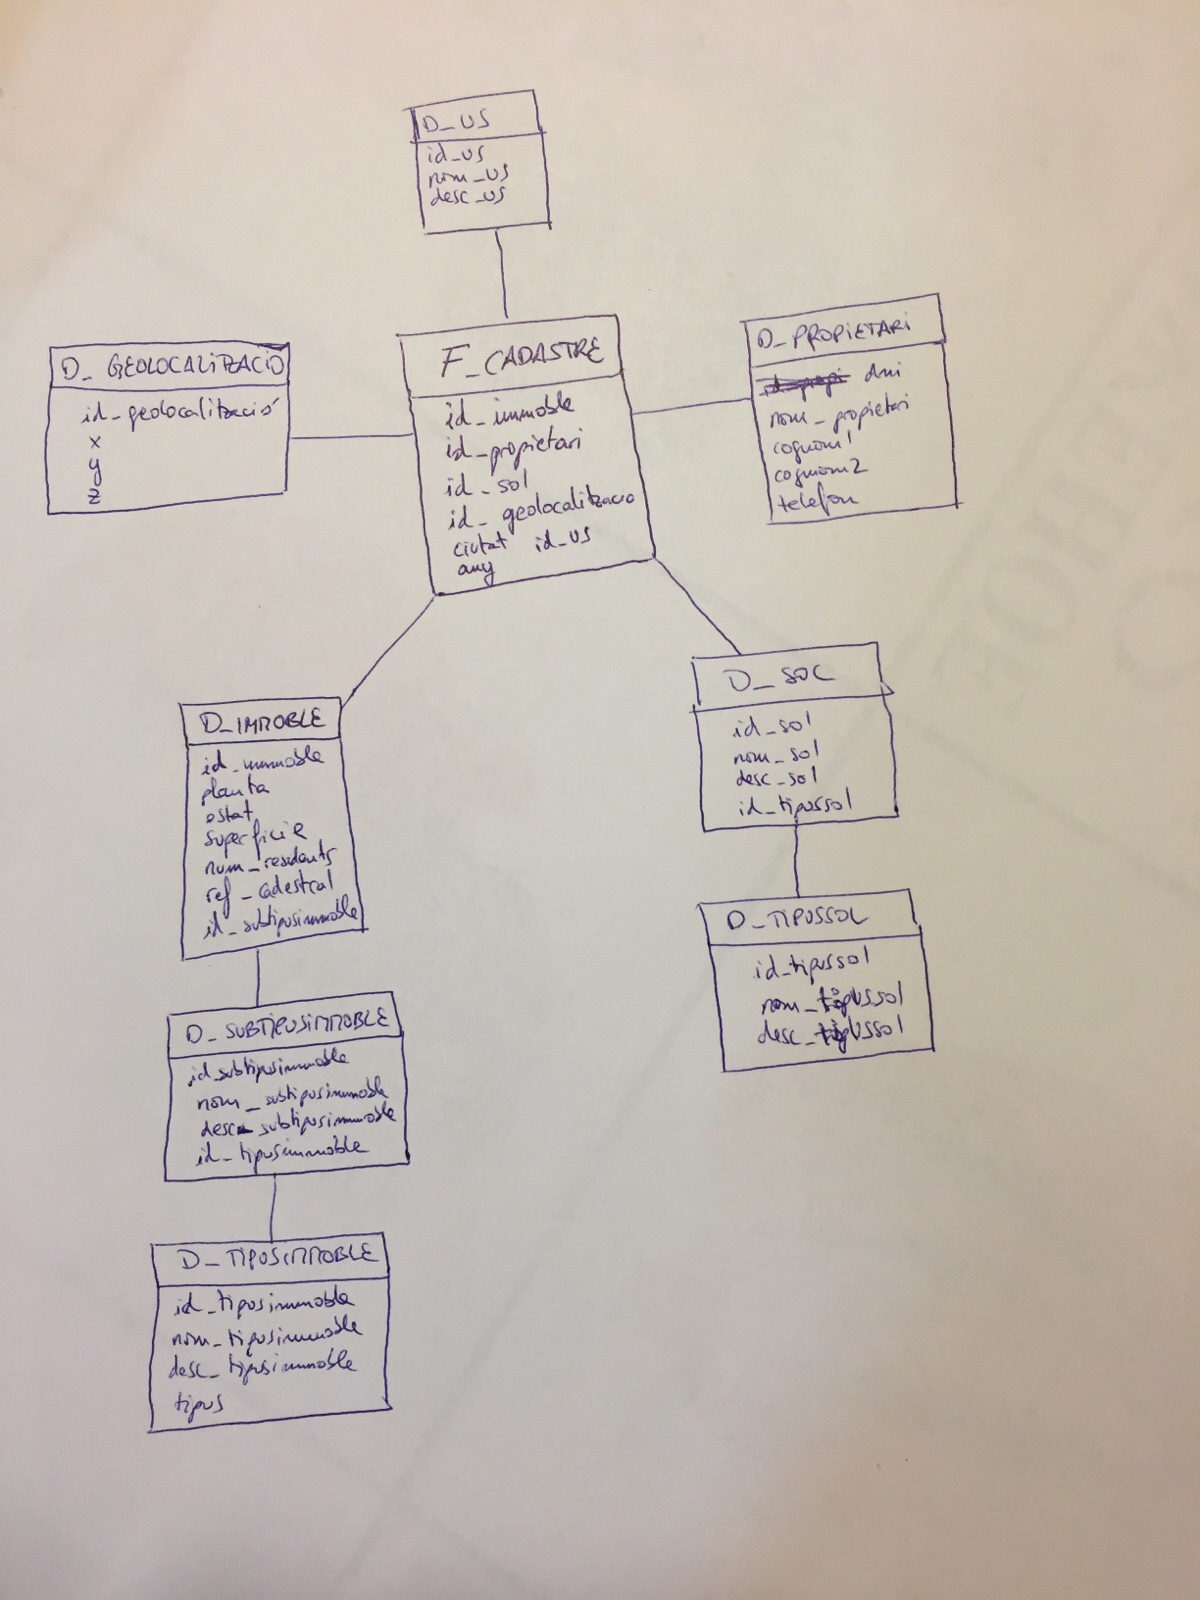 D_US
id_us
nom_us
desc_us
D_GEOLOCALITZACIO
id_geolocalització
x
y
z
F_CADASTRE
id_immoble
id_propietari
id_sol
id_geolocalitzacio
ciutat id_us
any
D_PROPIETARI
dni
nom_propietari
cognom1
cognom2
telefon
D_IMMOBLE
id_immoble
planta
estat
superficie
num_residents
ref_cadestral
id_subtipusimmoble
D_SOL
id_sol
nom_sol
desc_sol
id_tipussol
D_TIPUSSOL
id_tipussol
nom_tipussol
desc_tipussol
D_SUBTIPUSIMMOBLE
id_subtipusimmoble
nom_subtipusimmoble
desc_subtipusimmoble
id_tipusimmoble
D_TIPUSIMMOBLE
id_tipusimmoble
nom_tipusimmoble
desc_tipusimmoble
tipus